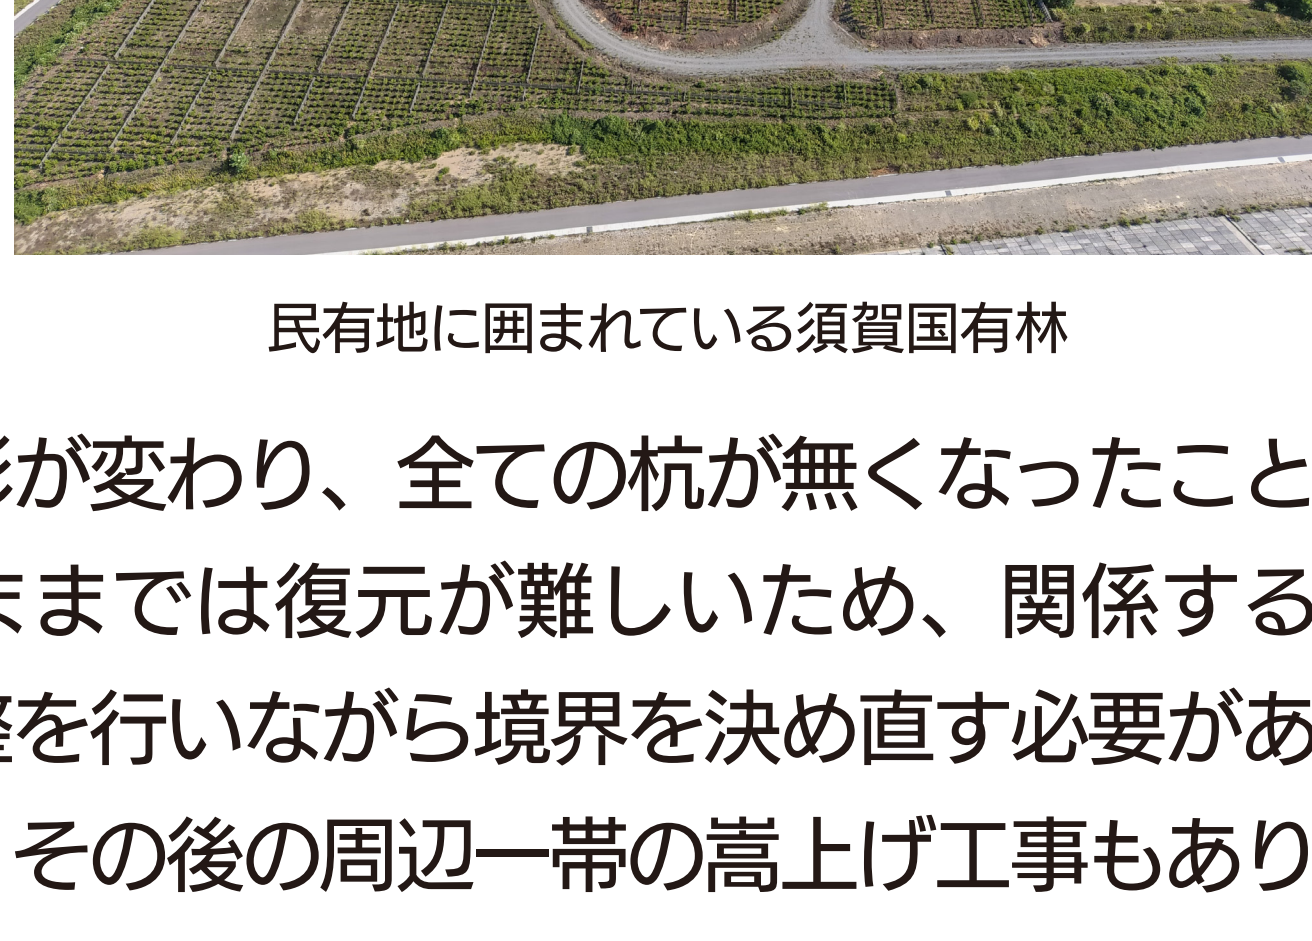 民有地に囲まれている須賀国有林
が変わり、全ての杭が無くなったこと
までは復元が難しいため、関係する
を行いながら境界を決め直す必要があ
その後の周辺一帯の嵩上げ工事もあり